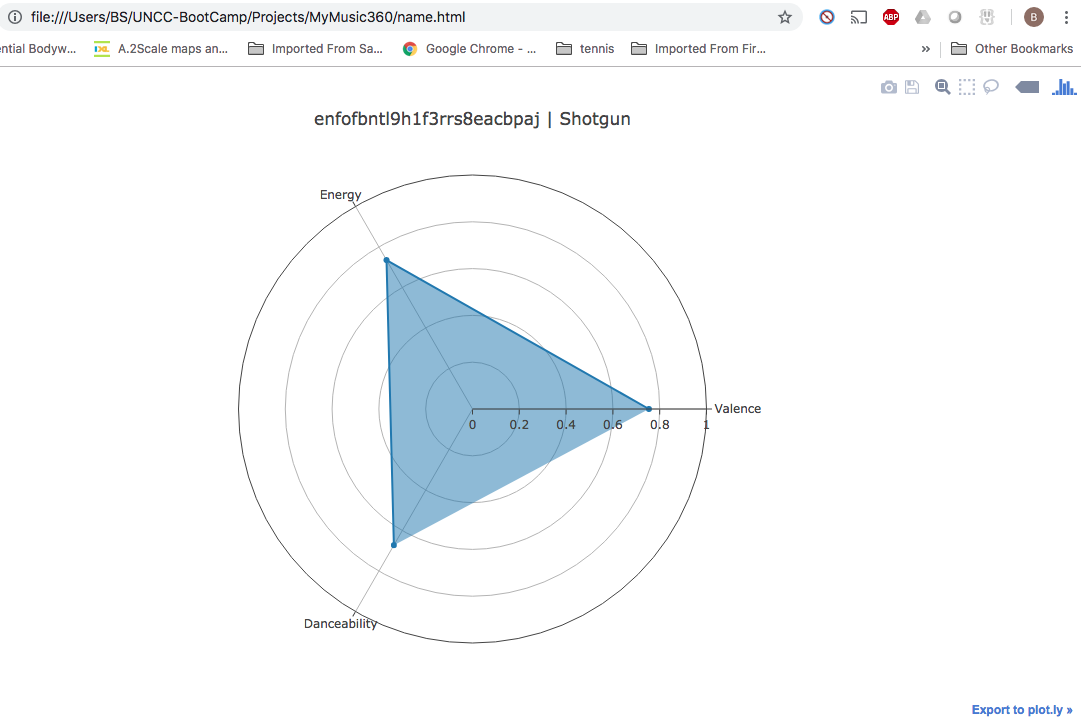 file:///Users/BS/UNCC-BootCamp/Projects/MyMusic360/name.html
ABP
B
ential Bodyw... IXL A.2Scale maps an... Imported From Sa... Google Chrome - ... tennis Imported From Fir... » Other Bookmarks
enfofbntl9h1f3rrs8eacbpaj | Shotgun
Energy
Valence
0 0.2 0.4 0.6 0.8 1
Danceability
Export to plot.ly »